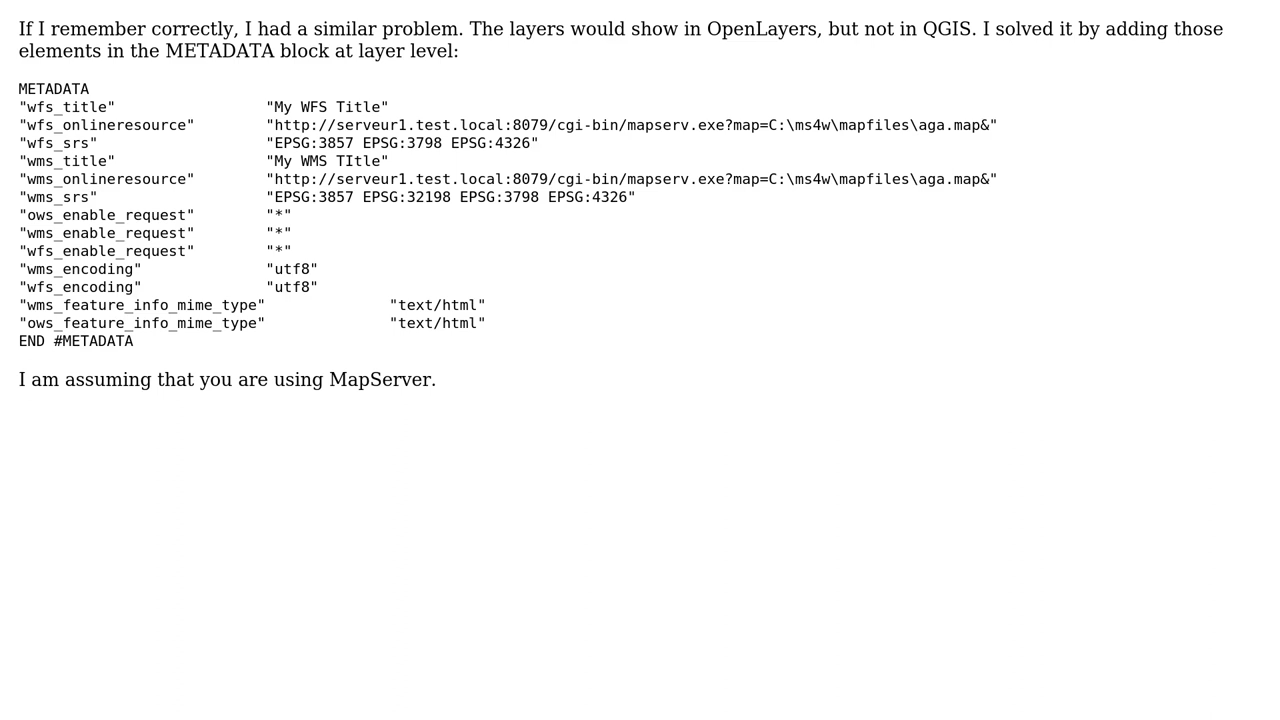 If I remember correctly, I had a similar problem. The layers would show in OpenLayers, but not in QGIS. I solved it by adding those
elements in the METADATA block at layer level:
METADATA
"wfs_title"                 "My WFS Title"
"wfs_onlineresource"        "http://serveur1.test.local:8079/cgi-bin/mapserv.exe?map=C:\ms4w\mapfiles\aga.map&"
"wfs_srs"                   "EPSG:3857 EPSG:3798 EPSG:4326"
"wms_title"                 "My WMS TItle"
"wms_onlineresource"        "http://serveur1.test.local:8079/cgi-bin/mapserv.exe?map=C:\ms4w\mapfiles\aga.map&"
"wms_srs"                   "EPSG:3857 EPSG:32198 EPSG:3798 EPSG:4326"
"ows_enable_request"        "*"
"wms_enable_request"        "*"
"wfs_enable_request"        "*"
"wms_encoding"              "utf8"
"wfs_encoding"              "utf8"
"wms_feature_info_mime_type"              "text/html"
"ows_feature_info_mime_type"              "text/html"
END #METADATA
I am assuming that you are using MapServer.